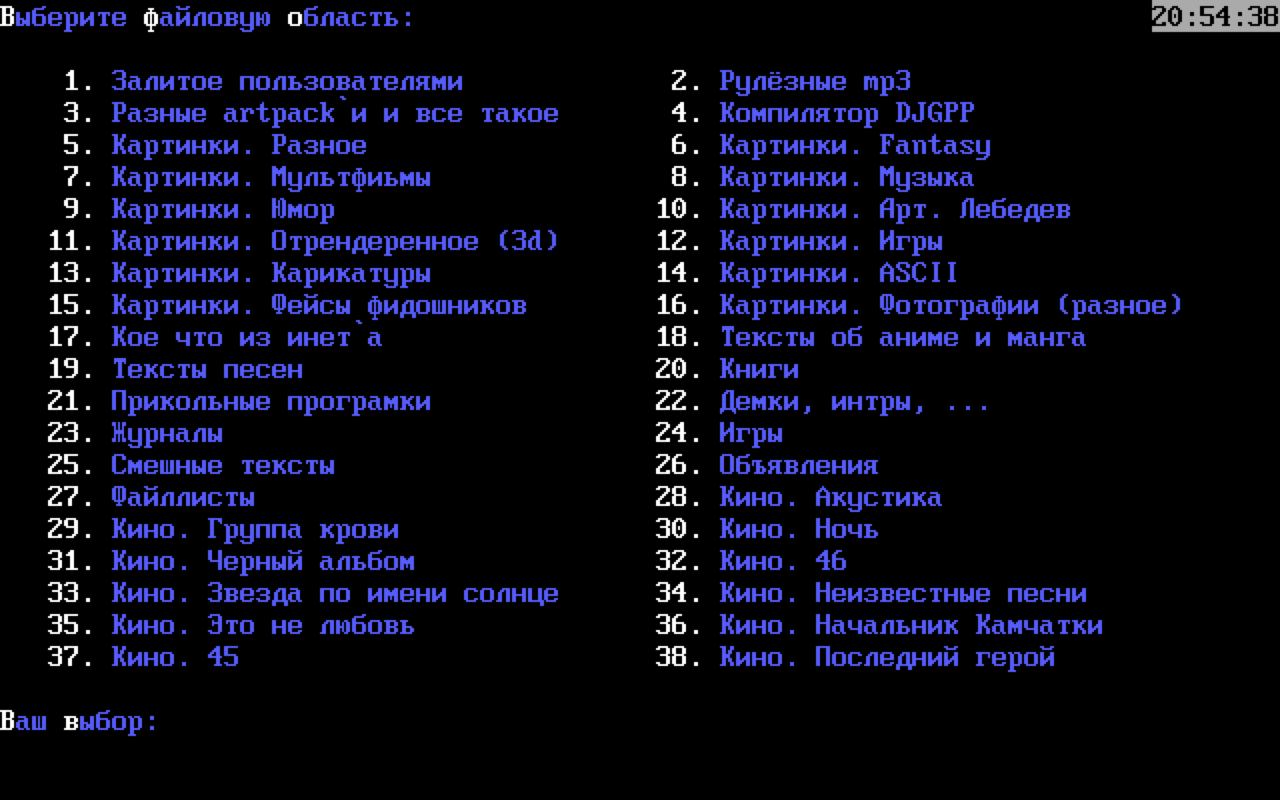 Выберите файловую область: 20:54:38
1. Залитое пользователями 2. Рулёзные mp3
3. Разные artpack`и и все такое 4. Компилятор DJGPP
5. Картинки. Разное 6. Картинки. Fantasy
7. Картинки. Мультфиьмы 8. Картинки. Музыка
9. Картинки. Юмор 10. Картинки. Арт. Лебедев
11. Картинки. Отрендеренное (3d) 12. Картинки. Игры
13. Картинки. Карикатуры 14. Картинки. ASCII
15. Картинки. Фейсы фидошников 16. Картинки. Фотографии (разное)
17. Кое что из инет`а 18. Тексты об аниме и манга
19. Тексты песен 20. Книги
21. Прикольные програмки 22. Демки, интры, ...
23. Журналы 24. Игры
25. Смешные тексты 26. Объявления
27. Файллисты 28. Кино. Акустика
29. Кино. Группа крови 30. Кино. Ночь
31. Кино. Черный альбом 32. Кино. 46
33. Кино. Звезда по имени солнце 34. Кино. Неизвестные песни
35. Кино. Это не любовь 36. Кино. Начальник Камчатки
37. Кино. 45 38. Кино. Последний герой
Ваш выбор: